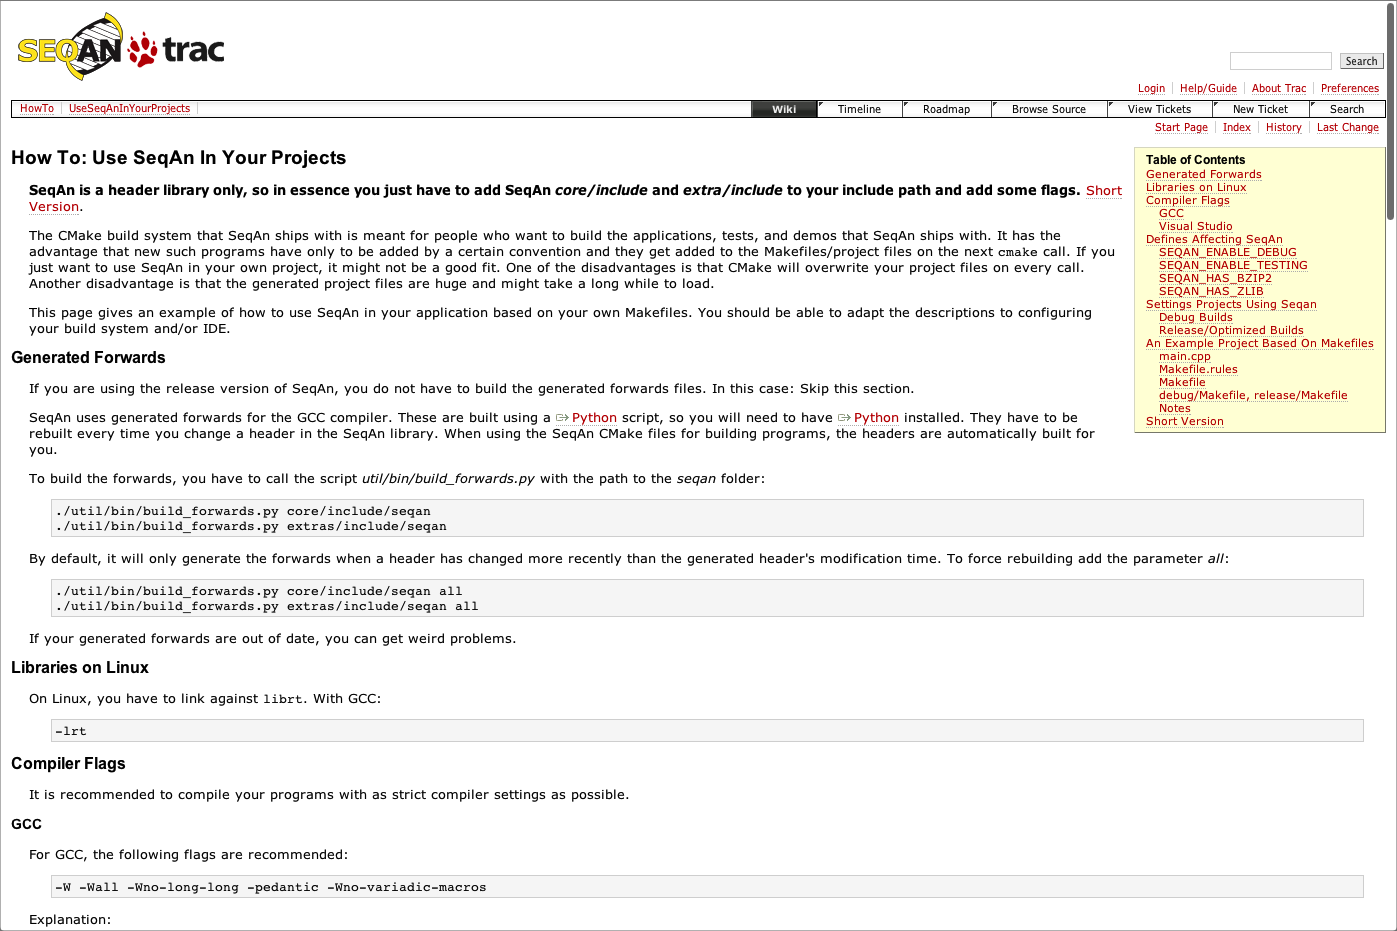 SEQAN trac
Search
Login Help/Guide About Trac Preferences
HowTo UseSeqAnInYourProjects Wiki Timeline Roadmap Browse Source View Tickets New Ticket Search
Start Page Index History Last Change
How To: Use SeqAn In Your Projects
SeqAn is a header library only, so in essence you just have to add SeqAn core/include and extra/include to your include path and add some flags. Short
Version.
The CMake build system that SeqAn ships with is meant for people who want to build the applications, tests, and demos that SeqAn ships with. It has the
advantage that new such programs have only to be added by a certain convention and they get added to the Makefiles/project files on the next cmake call. If you
just want to use SeqAn in your own project, it might not be a good fit. One of the disadvantages is that CMake will overwrite your project files on every call.
Another disadvantage is that the generated project files are huge and might take a long while to load.
This page gives an example of how to use SeqAn in your application based on your own Makefiles. You should be able to adapt the descriptions to configuring
your build system and/or IDE.
Table of Contents
Generated Forwards
Libraries on Linux
Compiler Flags
GCC
Visual Studio
Defines Affecting SeqAn
SEQAN_ENABLE_DEBUG
SEQAN_ENABLE_TESTING
SEQAN_HAS_BZIP2
SEQAN_HAS_ZLIB
Settings Projects Using Seqan
Debug Builds
Release/Optimized Builds
An Example Project Based On Makefiles
main.cpp
Makefile.rules
Makefile
debug/Makefile, release/Makefile
Notes
Short Version
Generated Forwards
If you are using the release version of SeqAn, you do not have to build the generated forwards files. In this case: Skip this section.
SeqAn uses generated forwards for the GCC compiler. These are built using a Python script, so you will need to have Python installed. They have to be
rebuilt every time you change a header in the SeqAn library. When using the SeqAn CMake files for building programs, the headers are automatically built for
you.
To build the forwards, you have to call the script util/bin/build_forwards.py with the path to the seqan folder:
./util/bin/build_forwards.py core/include/seqan
./util/bin/build_forwards.py extras/include/seqan
By default, it will only generate the forwards when a header has changed more recently than the generated header's modification time. To force rebuilding add the parameter all:
./util/bin/build_forwards.py core/include/seqan all
./util/bin/build_forwards.py extras/include/seqan all
If your generated forwards are out of date, you can get weird problems.
Libraries on Linux
On Linux, you have to link against librt. With GCC:
-lrt
Compiler Flags
It is recommended to compile your programs with as strict compiler settings as possible.
GCC
For GCC, the following flags are recommended:
-W -Wall -Wno-long-long -pedantic -Wno-variadic-macros
Explanation: